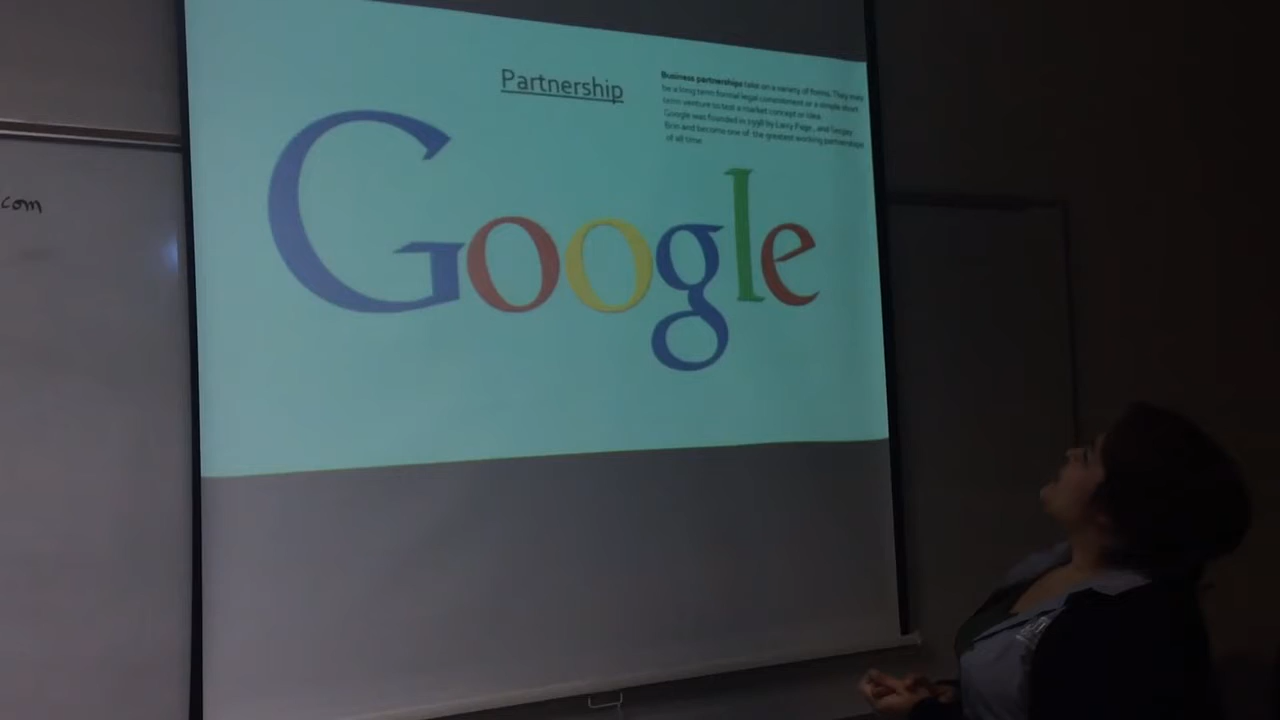 Partnership
Business partnerships take on a variety of forms. They may
be a long term formal legal commitment or a simple short
term venture to test a market concept or idea.
Google was founded in 1998 by Larry Page , and Sergey
Brin and become one of the greatest working partnerships
of all time
Google
com